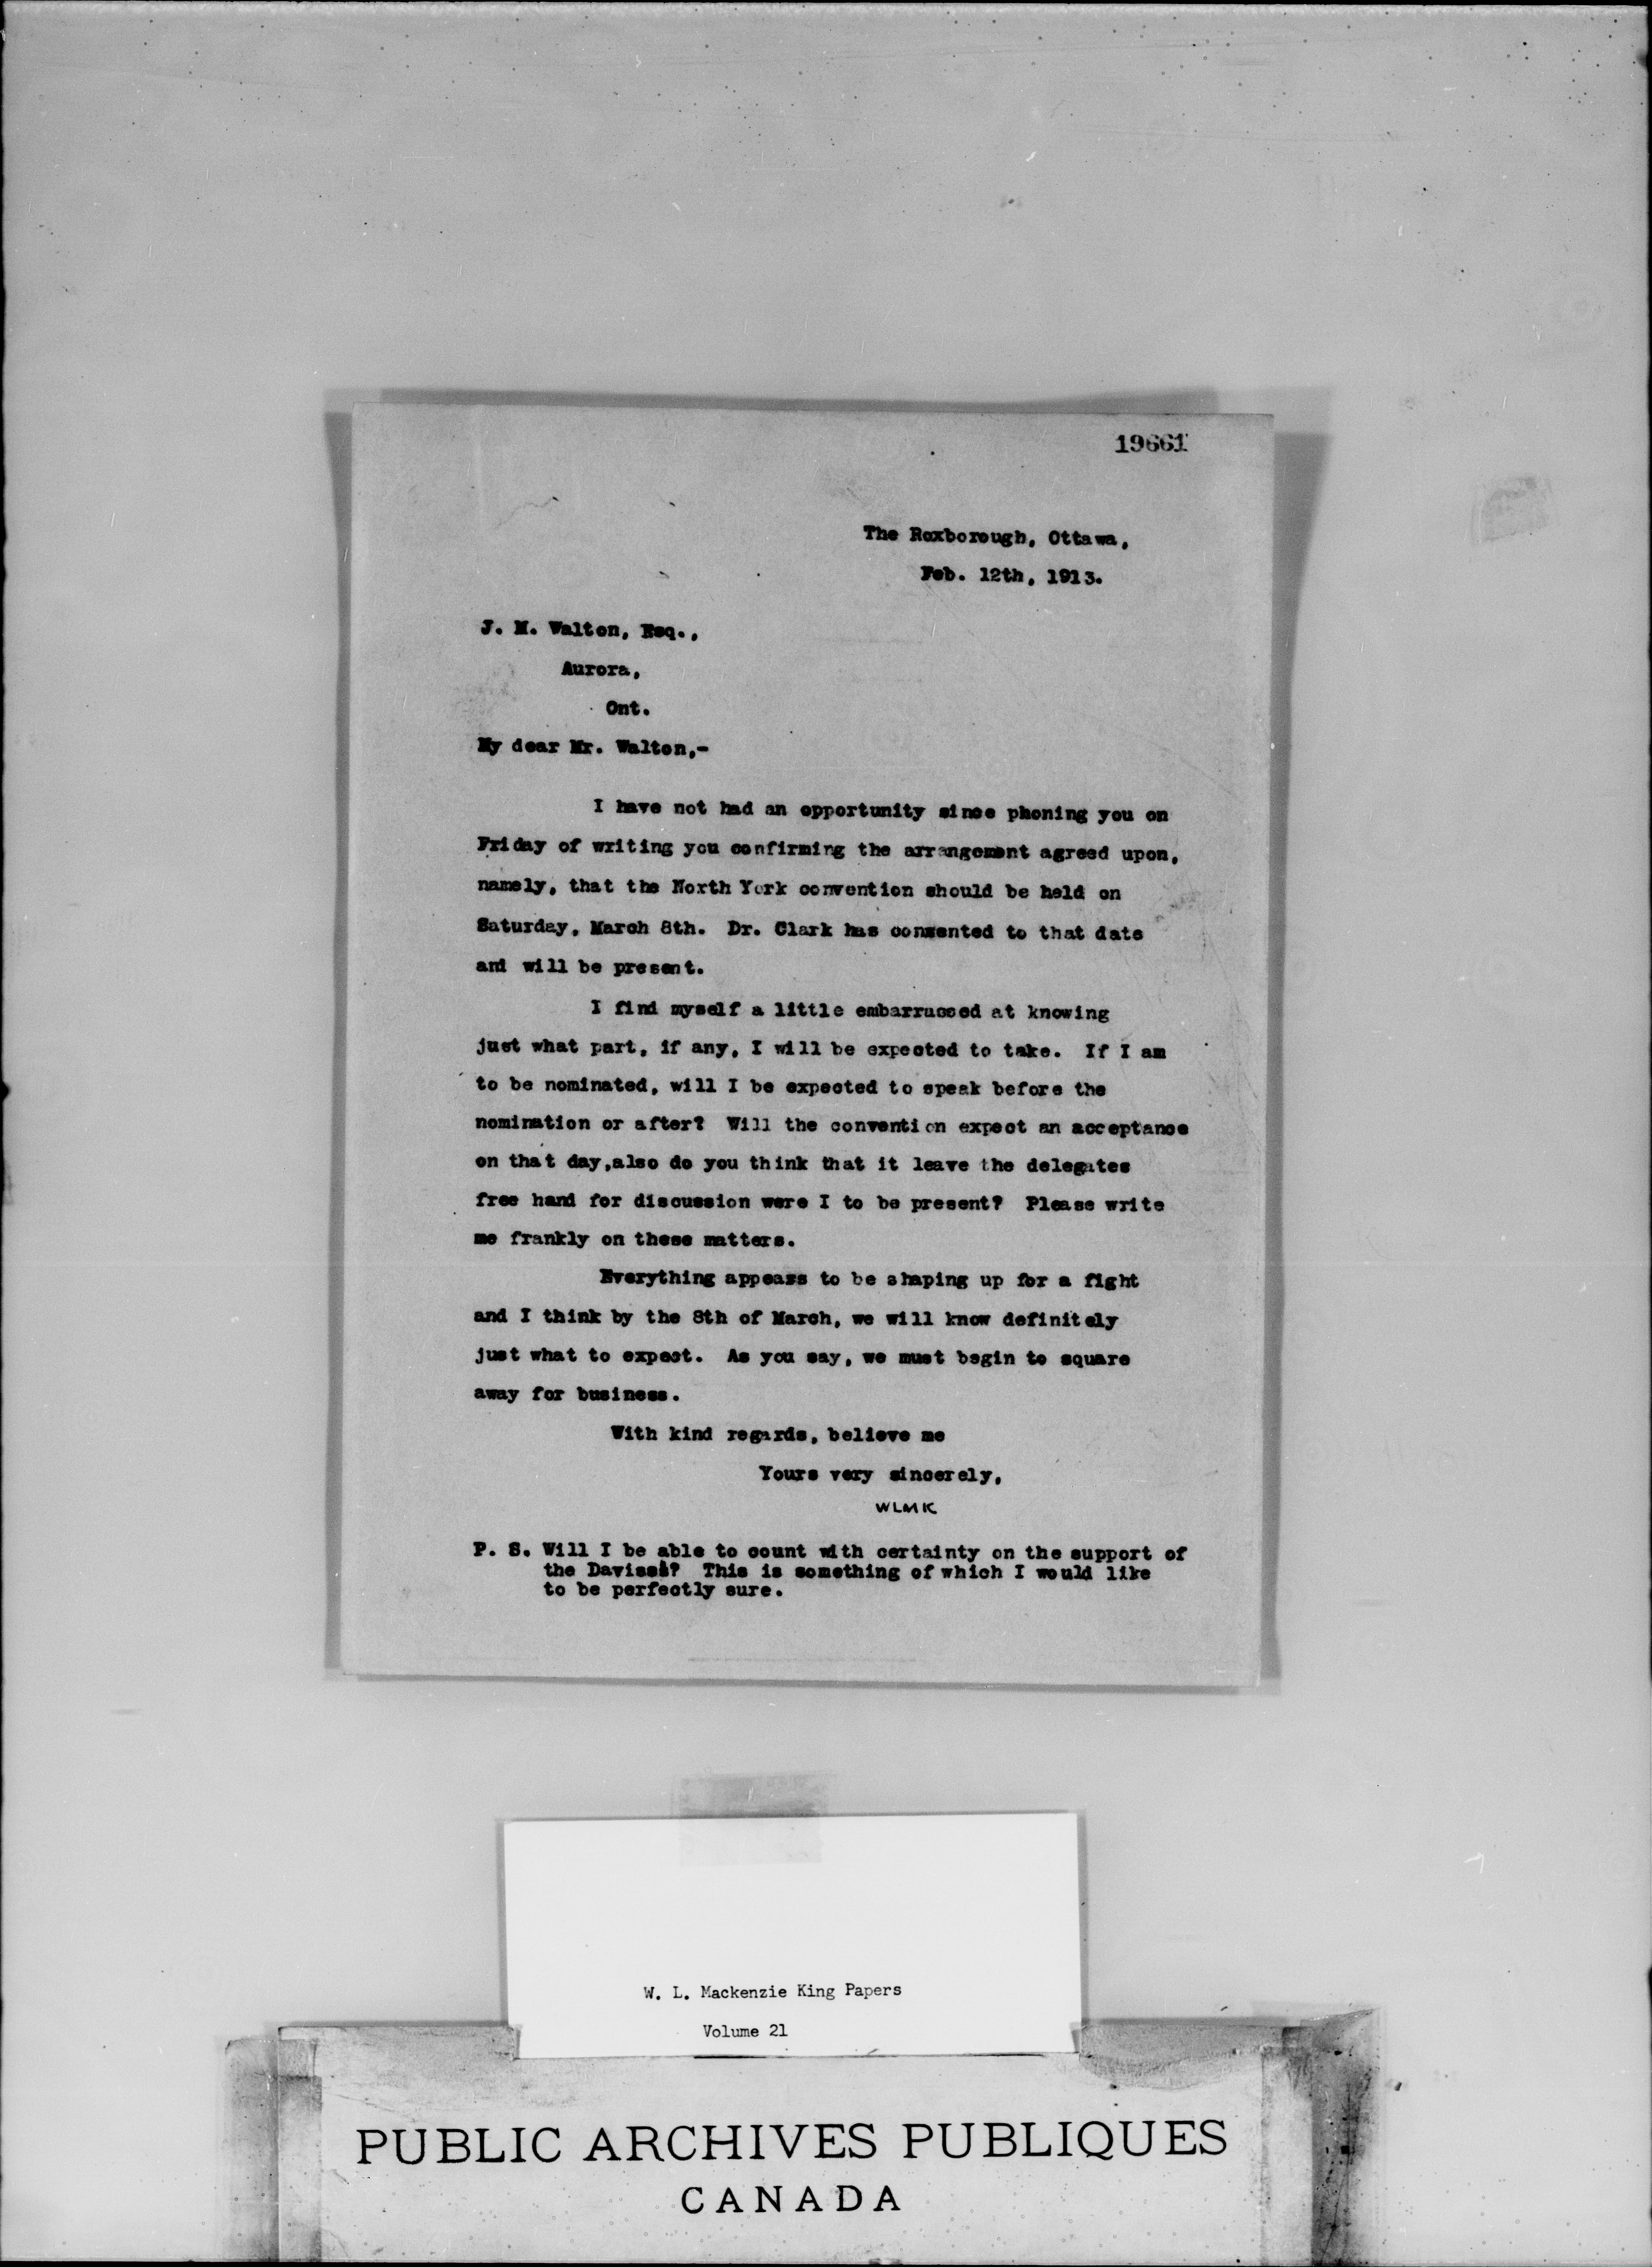 19661
The Roxborough, Ottawa,
Feb. 12th, 1913.
J. M. Walton, Esq.,
Aurora,
Ont.
My dear Mr. Walton,-
I have not had an opportunity since phoning you on
Friday of writing you confirming the arrangement agreed upon,
namely, that the North York convention should be held on
Saturday, March 8th. Dr. Clark has consented to that date
and will be present.
I find myself a little embarrassed at knowing
just what part, if any, I will be expected to take. If I am
to be nominated, will I be expected to speak before the
nomination or after? Will the convention expect an acceptance
on that day,also do you think that it leave the delegates
free hand for discussion were I to be present? Please write
me frankly on these matters.
Everything appears to be shaping up for a fight
and I think by the 8th of March, we will know definitely
just what to expect. As you say, we must begin to square
away for business.
With kind regards, believe me
Yours very sincerely,
WLMK
P. S. Will I be able to count with certainty on the support of
the ? This is something of which I would like
to be perfectly sure.
W. L. Mackenzie King Papers
Volume 21
PUBLIC ARCHIVES PUBLIQUES
CANADA